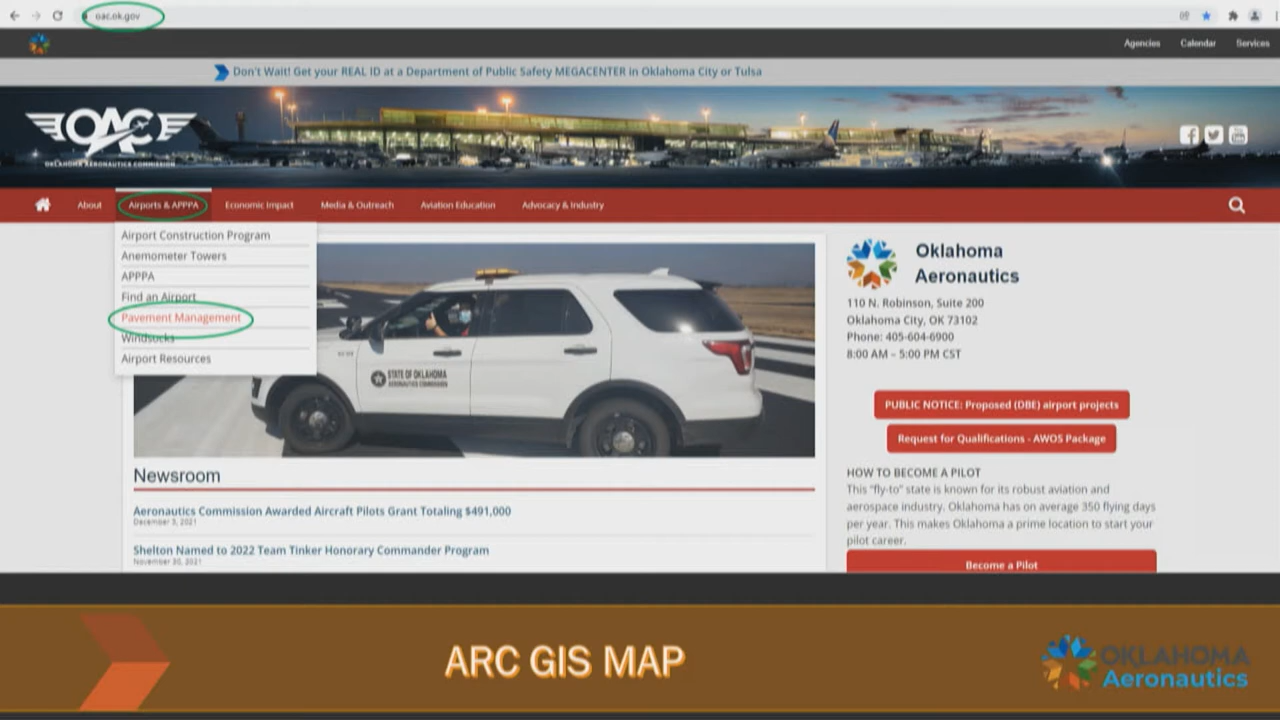 oac.ok.gov
Agencies
Calendar
Services
Don't Wait! Get your REAL ID at a Department of Public Safety MEGACENTER in Oklahoma City or Tulsa
OAC
OKLAHOMA AERONAUTICS COMMISSION
About
Airports & APPPA
Economic Impact
Media & Outreach
Aviation Education
Advocacy & Industry
Airport Construction Program
Anemometer Towers
APPPA
Find an Airport
Pavement Management
Windsocks
Airport Resources
STATE OF OKLAHOMA
AERONAUTICS COMMISSION
Newsroom
Aeronautics Commission Awarded Aircraft Pilots Grant Totaling $491,000
December 3, 2021
Shelton Named to 2022 Team Tinker Honorary Commander Program
November 30, 2021
Oklahoma
Aeronautics
110 N. Robinson, Suite 200
Oklahoma City, OK 73102
Phone: 405-604-6900
8:00 AM – 5:00 PM CST
PUBLIC NOTICE: Proposed (DBE) airport projects
Request for Qualifications - AWOS Package
HOW TO BECOME A PILOT
This "fly-to" state is known for its robust aviation and
aerospace industry. Oklahoma has on average 350 flying days
per year. This makes Oklahoma a prime location to start your
pilot career.
Become a Pilot
ARC GIS MAP
OKLAHOMA
Aeronautics